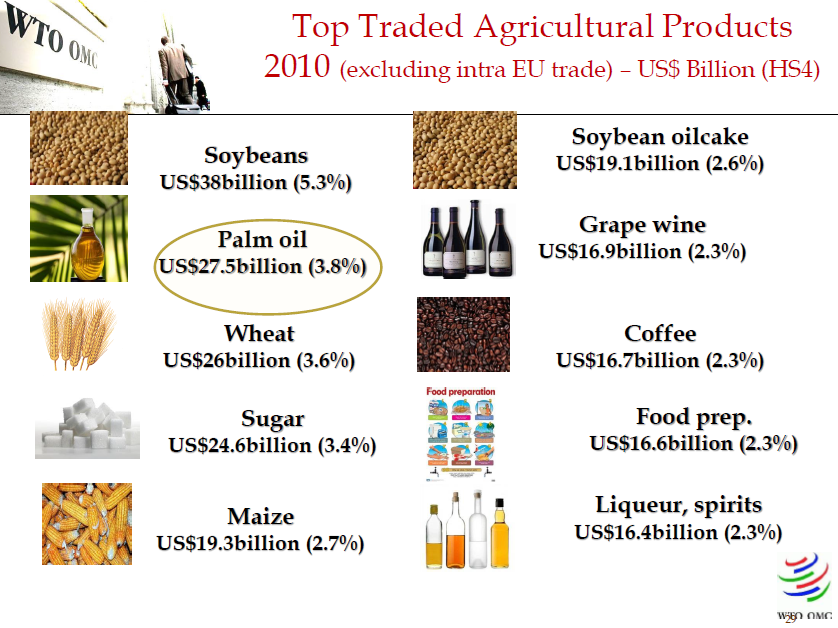 WTO OMC
Top Traded Agricultural Products
2010 (excluding intra EU trade) – US$ Billion (HS4)
Soybeans
US$38billion (5.3%)
Palm oil
US$27.5billion (3.8%)
Wheat
US$26billion (3.6%)
Sugar
US$24.6billion (3.4%)
Maize
US$19.3billion (2.7%)
Soybean oilcake
US$19.1billion (2.6%)
Grape wine
US$16.9billion (2.3%)
Coffee
US$16.7billion (2.3%)
Food preparation
Food prep.
US$16.6billion (2.3%)
Liqueur, spirits
US$16.4billion (2.3%)
WTO OMC
29